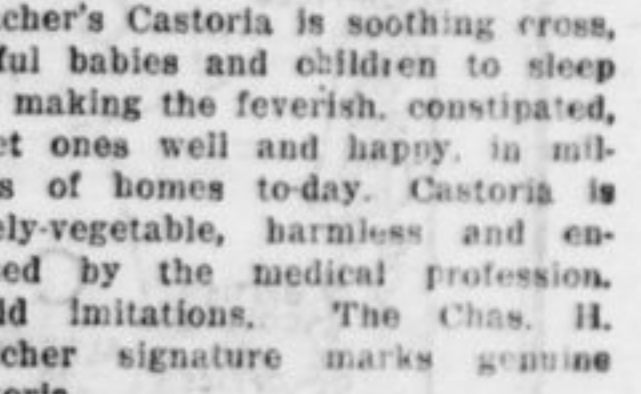 cher's Castoria is soothing cross,
ful babies and children to sleep
making the feverish, constipated,
et ones well and happy, in mil-
s of homes to-day. Castoria is
ely-vegetable, harmless and en-
ed by the medical profession.
ld Imitations. The Chas. H.
cher signature marks genuine
toria.